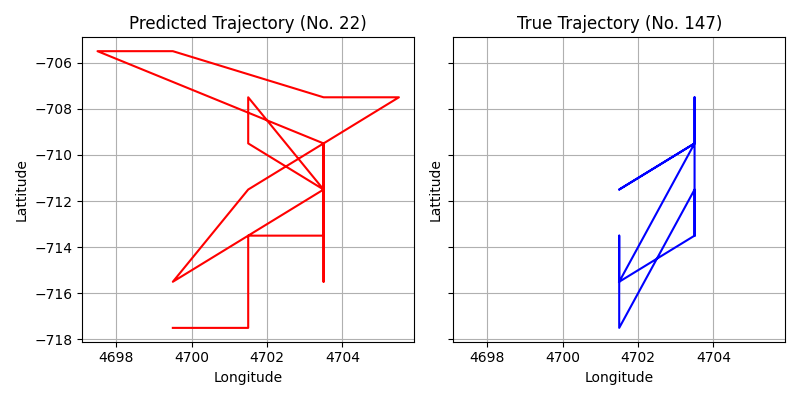 Predicted Trajectory (No. 22)
True Trajectory (No. 147)
−706
−708
−710
−712
−714
−716
−718
Lattitude
Lattitude
4698 4700 4702 4704
4698 4700 4702 4704
Longitude
Longitude